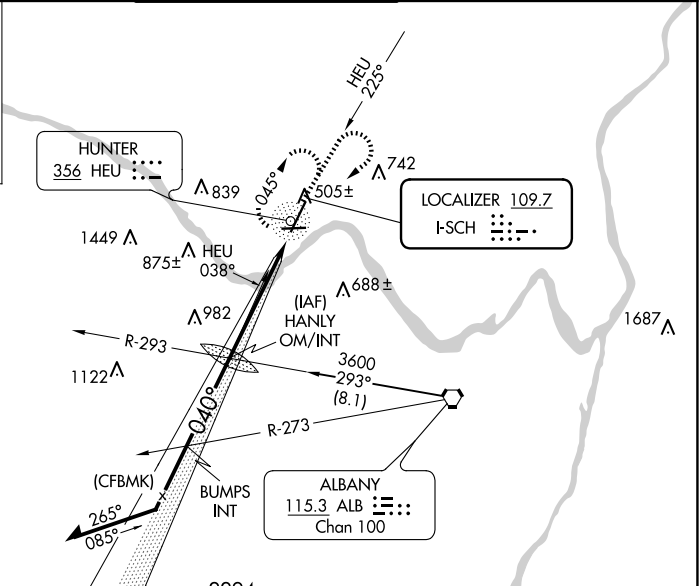 HEU
225°
HUNTER
356 HEU
839
045°
742
505±
LOCALIZER 109.7
I-SCH
1449
875±
HEU
038°
688±
982
(IAF)
HANLY
OM/INT
1687
R-293
3600
293°
(8.1)
1122
040°
R-273
(CFBMK)
BUMPS
INT
ALBANY
115.3 ALB
Chan 100
265°
085°